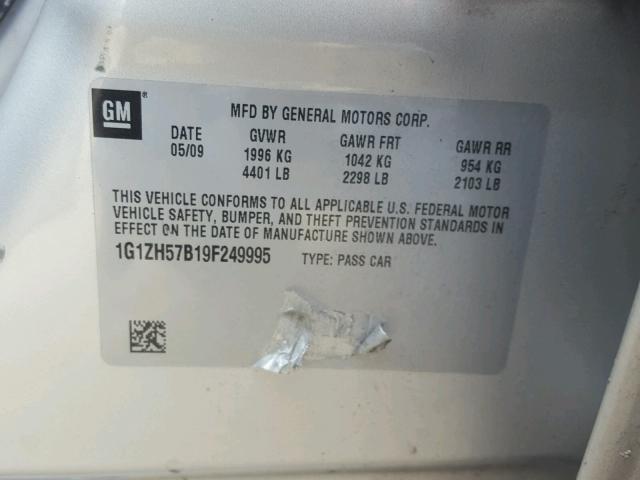 GM
®
MFD BY GENERAL MOTORS CORP.
DATE GVWR GAWR FRT GAWR RR
05/09 1996 KG 1042 KG 954 KG
4401 LB 2298 LB 2103 LB
THIS VEHICLE CONFORMS TO ALL APPLICABLE U.S. FEDERAL MOTOR
VEHICLE SAFETY, BUMPER, AND THEFT PREVENTION STANDARDS IN
EFFECT ON THE DATE OF MANUFACTURE SHOWN ABOVE.
1G1ZH57B19F249995 TYPE: PASS CAR